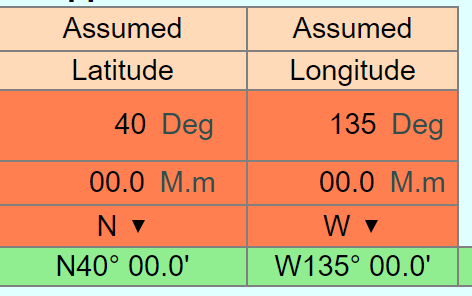 Assumed Assumed
Latitude Longitude
40 Deg 135 Deg
00.0 M.m 00.0 M.m
N ▼ W ▼
N40° 00.0' W135° 00.0'